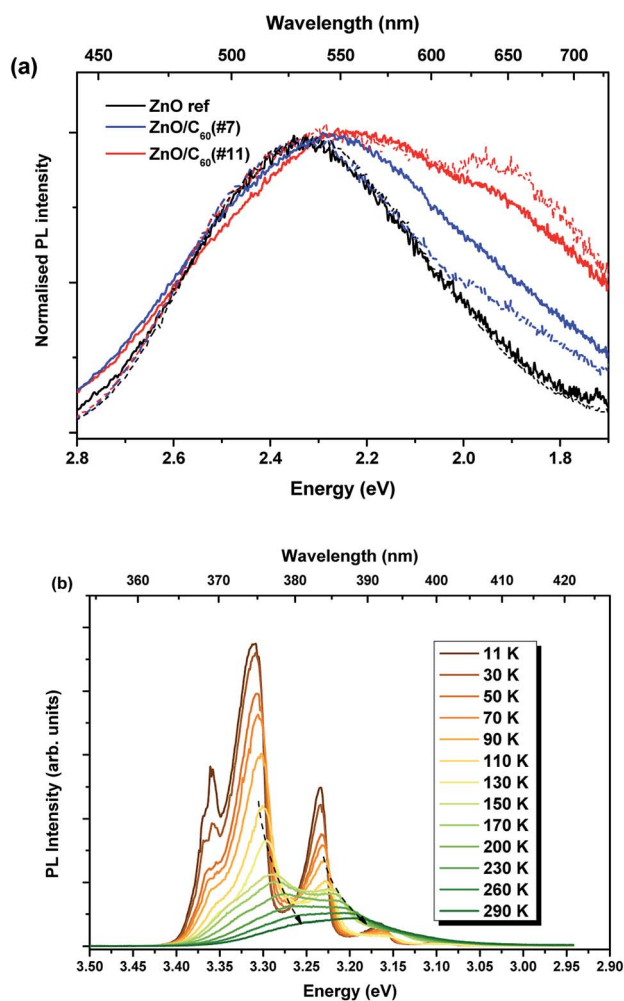 Wavelength (nm)
450 500 550 600 650 700
(a)
ZnO ref
ZnO/C60(#7)
ZnO/C60(#11)
Normalised PL intensity
2.8 2.6 2.4 2.2 2.0 1.8
Energy (eV)
Wavelength (nm)
(b)
360 370 380 390 400 410 420
11 K
30 K
50 K
70 K
90 K
110 K
130 K
150 K
170 K
200 K
230 K
260 K
290 K
PL Intensity (arb. units)
3.50 3.45 3.40 3.35 3.30 3.25 3.20 3.15 3.10 3.05 3.00 2.95 2.90
Energy (eV)